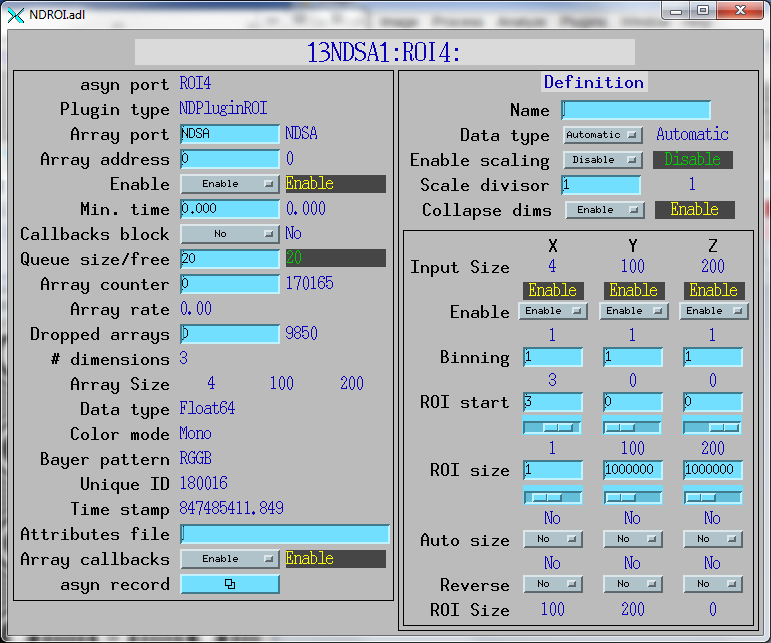 NDROI.adl
13NDSA1:ROI4:
asyn port ROI4
Plugin type NDPluginROI
Array port NDSA NDSA
Array address 0 0
Enable Enable Enable
Min. time 0.000 0.000
Callbacks block No No
Queue size/free 20 20
Array counter 0 170165
Array rate 0.00
Dropped arrays 0 9850
# dimensions 3
Array Size 4 100 200
Data type Float64
Color mode Mono
Bayer pattern RGGB
Unique ID 180016
Time stamp 847485411.849
Attributes file
Array callbacks Enable Enable
asyn record
Definition
Name
Data type Automatic Automatic
Enable scaling Disable Disable
Scale divisor 1 1
Collapse dims Enable Enable
X Y Z
Input Size 4 100 200
Enable Enable Enable
Enable Enable Enable Enable
1 1 1
Binning 1 1 1
3 0 0
ROI start 3 0 0
1 100 200
ROI size 1 1000000 1000000
No No No
Auto size No No No
No No No
Reverse No No No
ROI Size 100 200 0